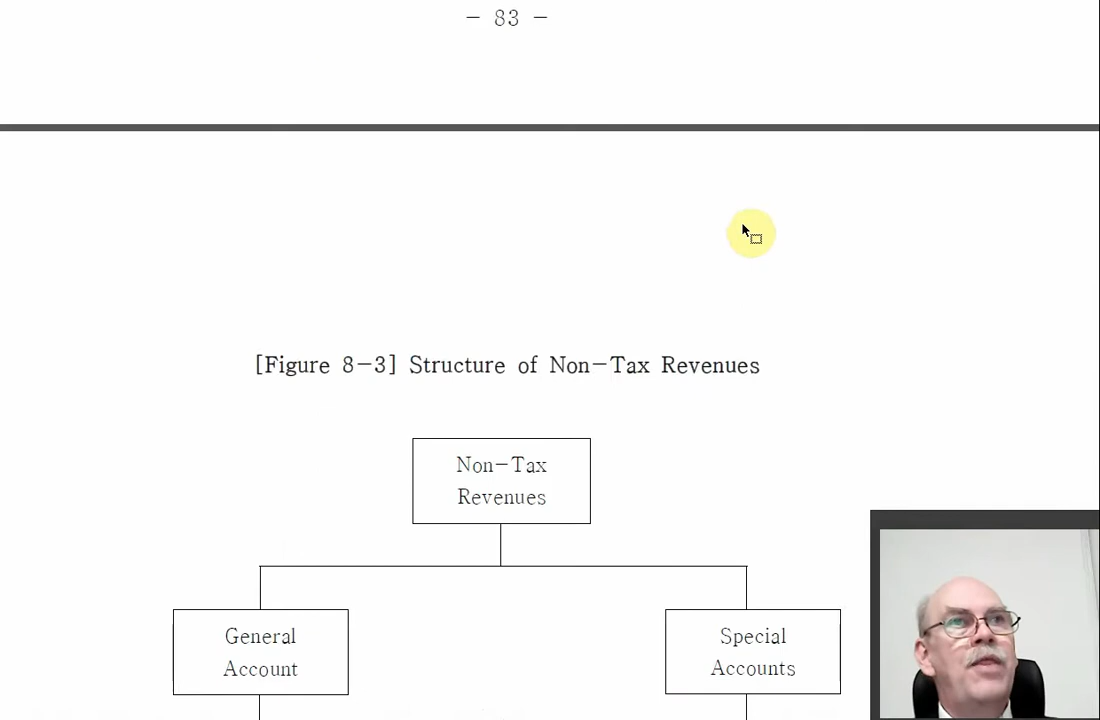 − 83 −
[Figure 8−3] Structure of Non−Tax Revenues
Non−Tax
Revenues
General
Account
Special
Accounts